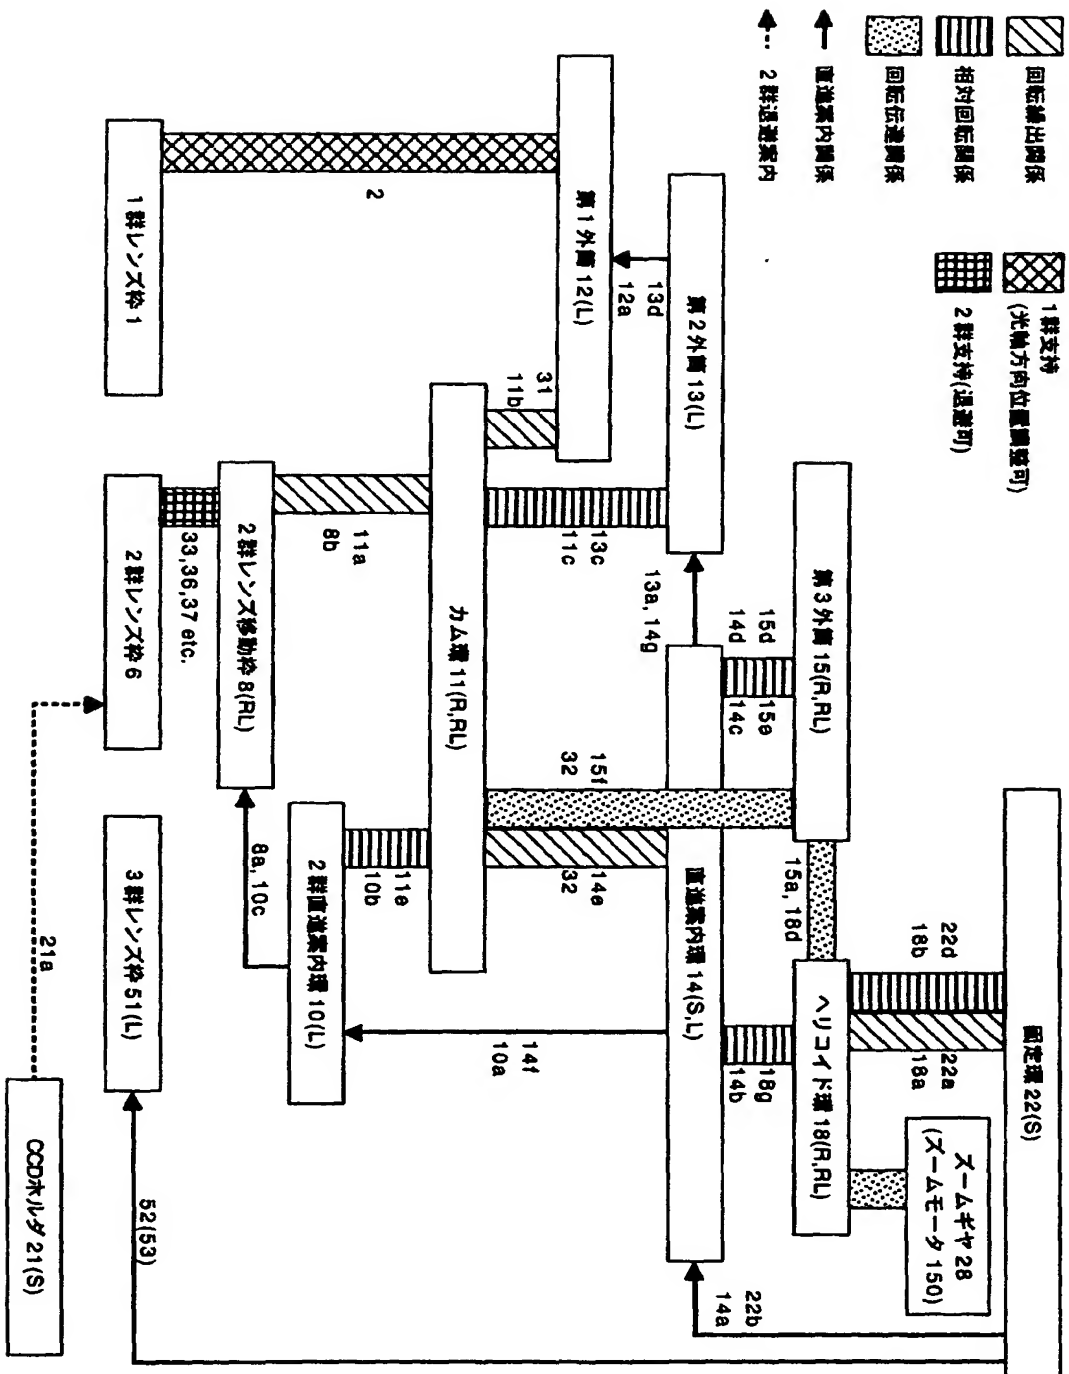 回転繰出関係
相対回転関係
回転伝達関係
直進案内関係
2群退避案内
1群支持
(光軸方向位置調整可)
2群支持(退避可)
固定環 22(S)
22d
18b
22a
18a
22b
14a
52(53)
ズームギヤ 28
(ズームモータ 150)
第3外筒 15(R,RL)
15a, 18d
ヘリコイド環 18(R,RL)
15d
14d
15e
14c
15f
32
18g
14b
第2外筒 13(L)
13a, 14g
直進案内環 14(S,L)
13d
12a
13c
11c
14e
32
14f
10a
第1外筒 12(L)
31
11b
カム環 11(R,RL)
2
11a
8b
11e
10b
2群直進案内環 10(L)
2群レンズ移動枠 8(RL)
8a, 10c
33,36,37 etc.
1群レンズ枠 1
2群レンズ枠 6
3群レンズ枠 51(L)
21a
CCDホルダ 21(S)